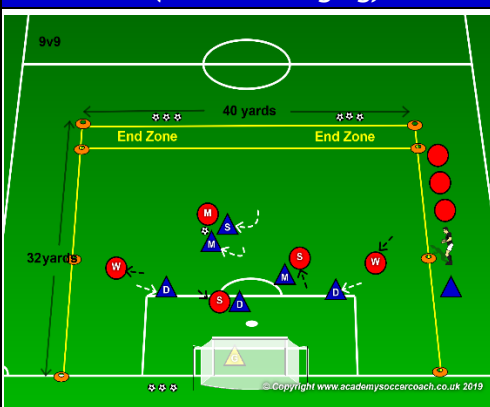 9v9
40 yards
End Zone End Zone
M
S
M
32yards
W
S
W
M
D
S
D
D
G
© Copyright www.academysoccercoach.co.uk 2019